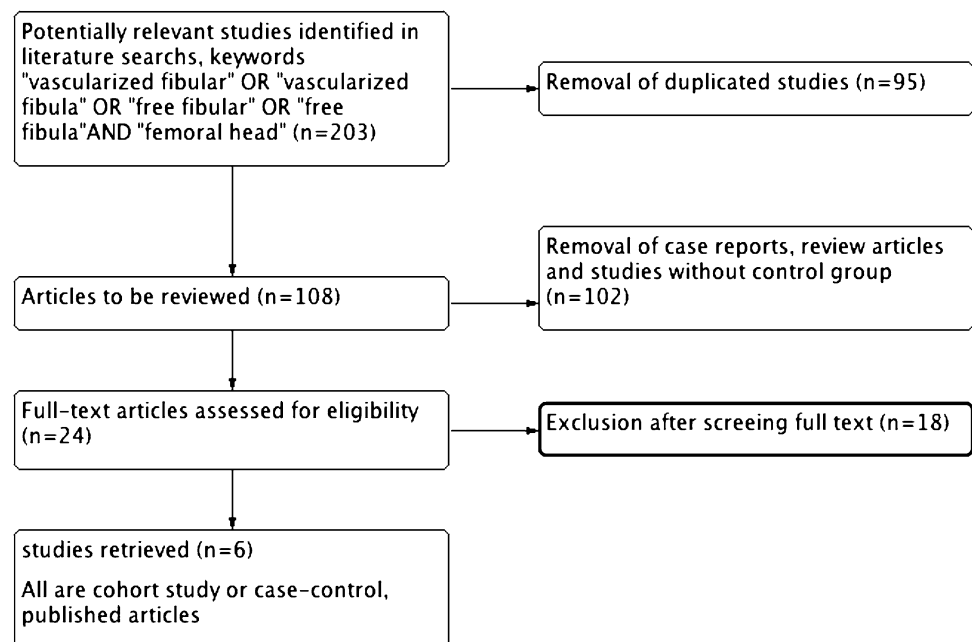 Potentially relevant studies identified in
literature searchs, keywords
"vascularized fibular" OR "vascularized
fibula" OR "free fibular" OR "free
fibula"AND "femoral head" (n=203)
Removal of duplicated studies (n=95)
Removal of case reports, review articles
and studies without control group
(n=102)
Articles to be reviewed (n=108)
Full-text articles assessed for eligibility
(n=24)
Exclusion after screeing full text (n=18)
studies retrieved (n=6)
All are cohort study or case-control,
published articles